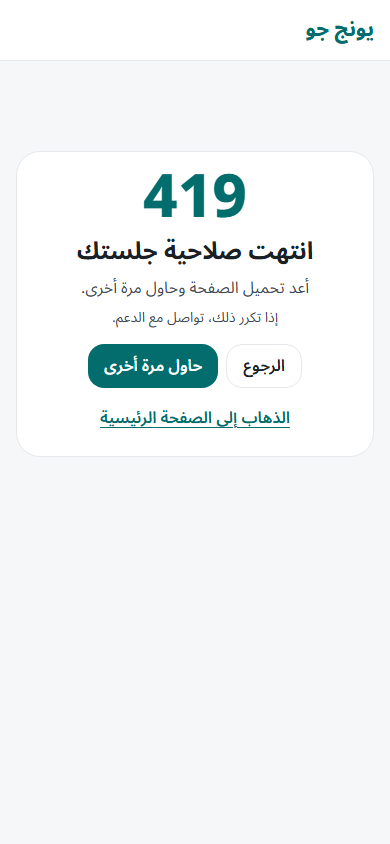 يونج جو
419
انتهت صلاحية جلستك
أعد تحميل الصفحة وحاول مرة أخرى.
إذا تكرر ذلك، تواصل مع الدعم.
الرجوع
حاول مرة أخرى
الذهاب إلى الصفحة الرئيسية